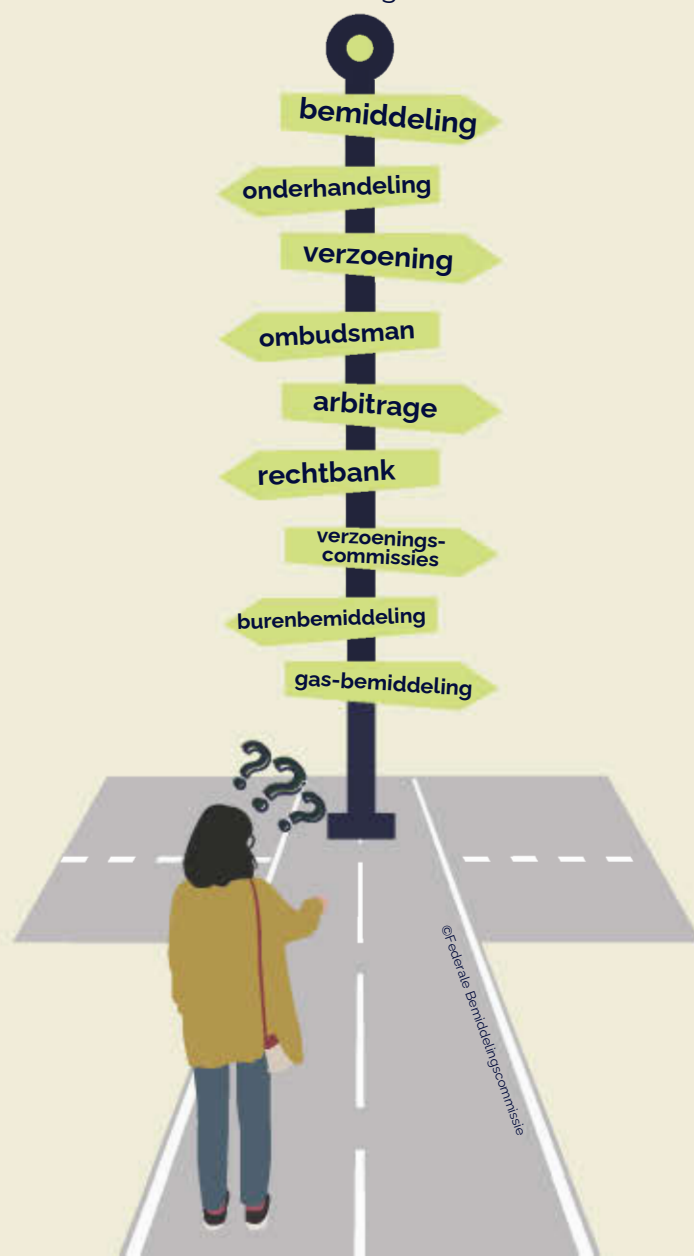 bemiddeling
onderhandeling
verzoening
ombudsman
arbitrage
rechtbank
verzoenings-
commissies
burenbemiddeling
gas-bemiddeling
???
©Federale Bemiddelingscommissie